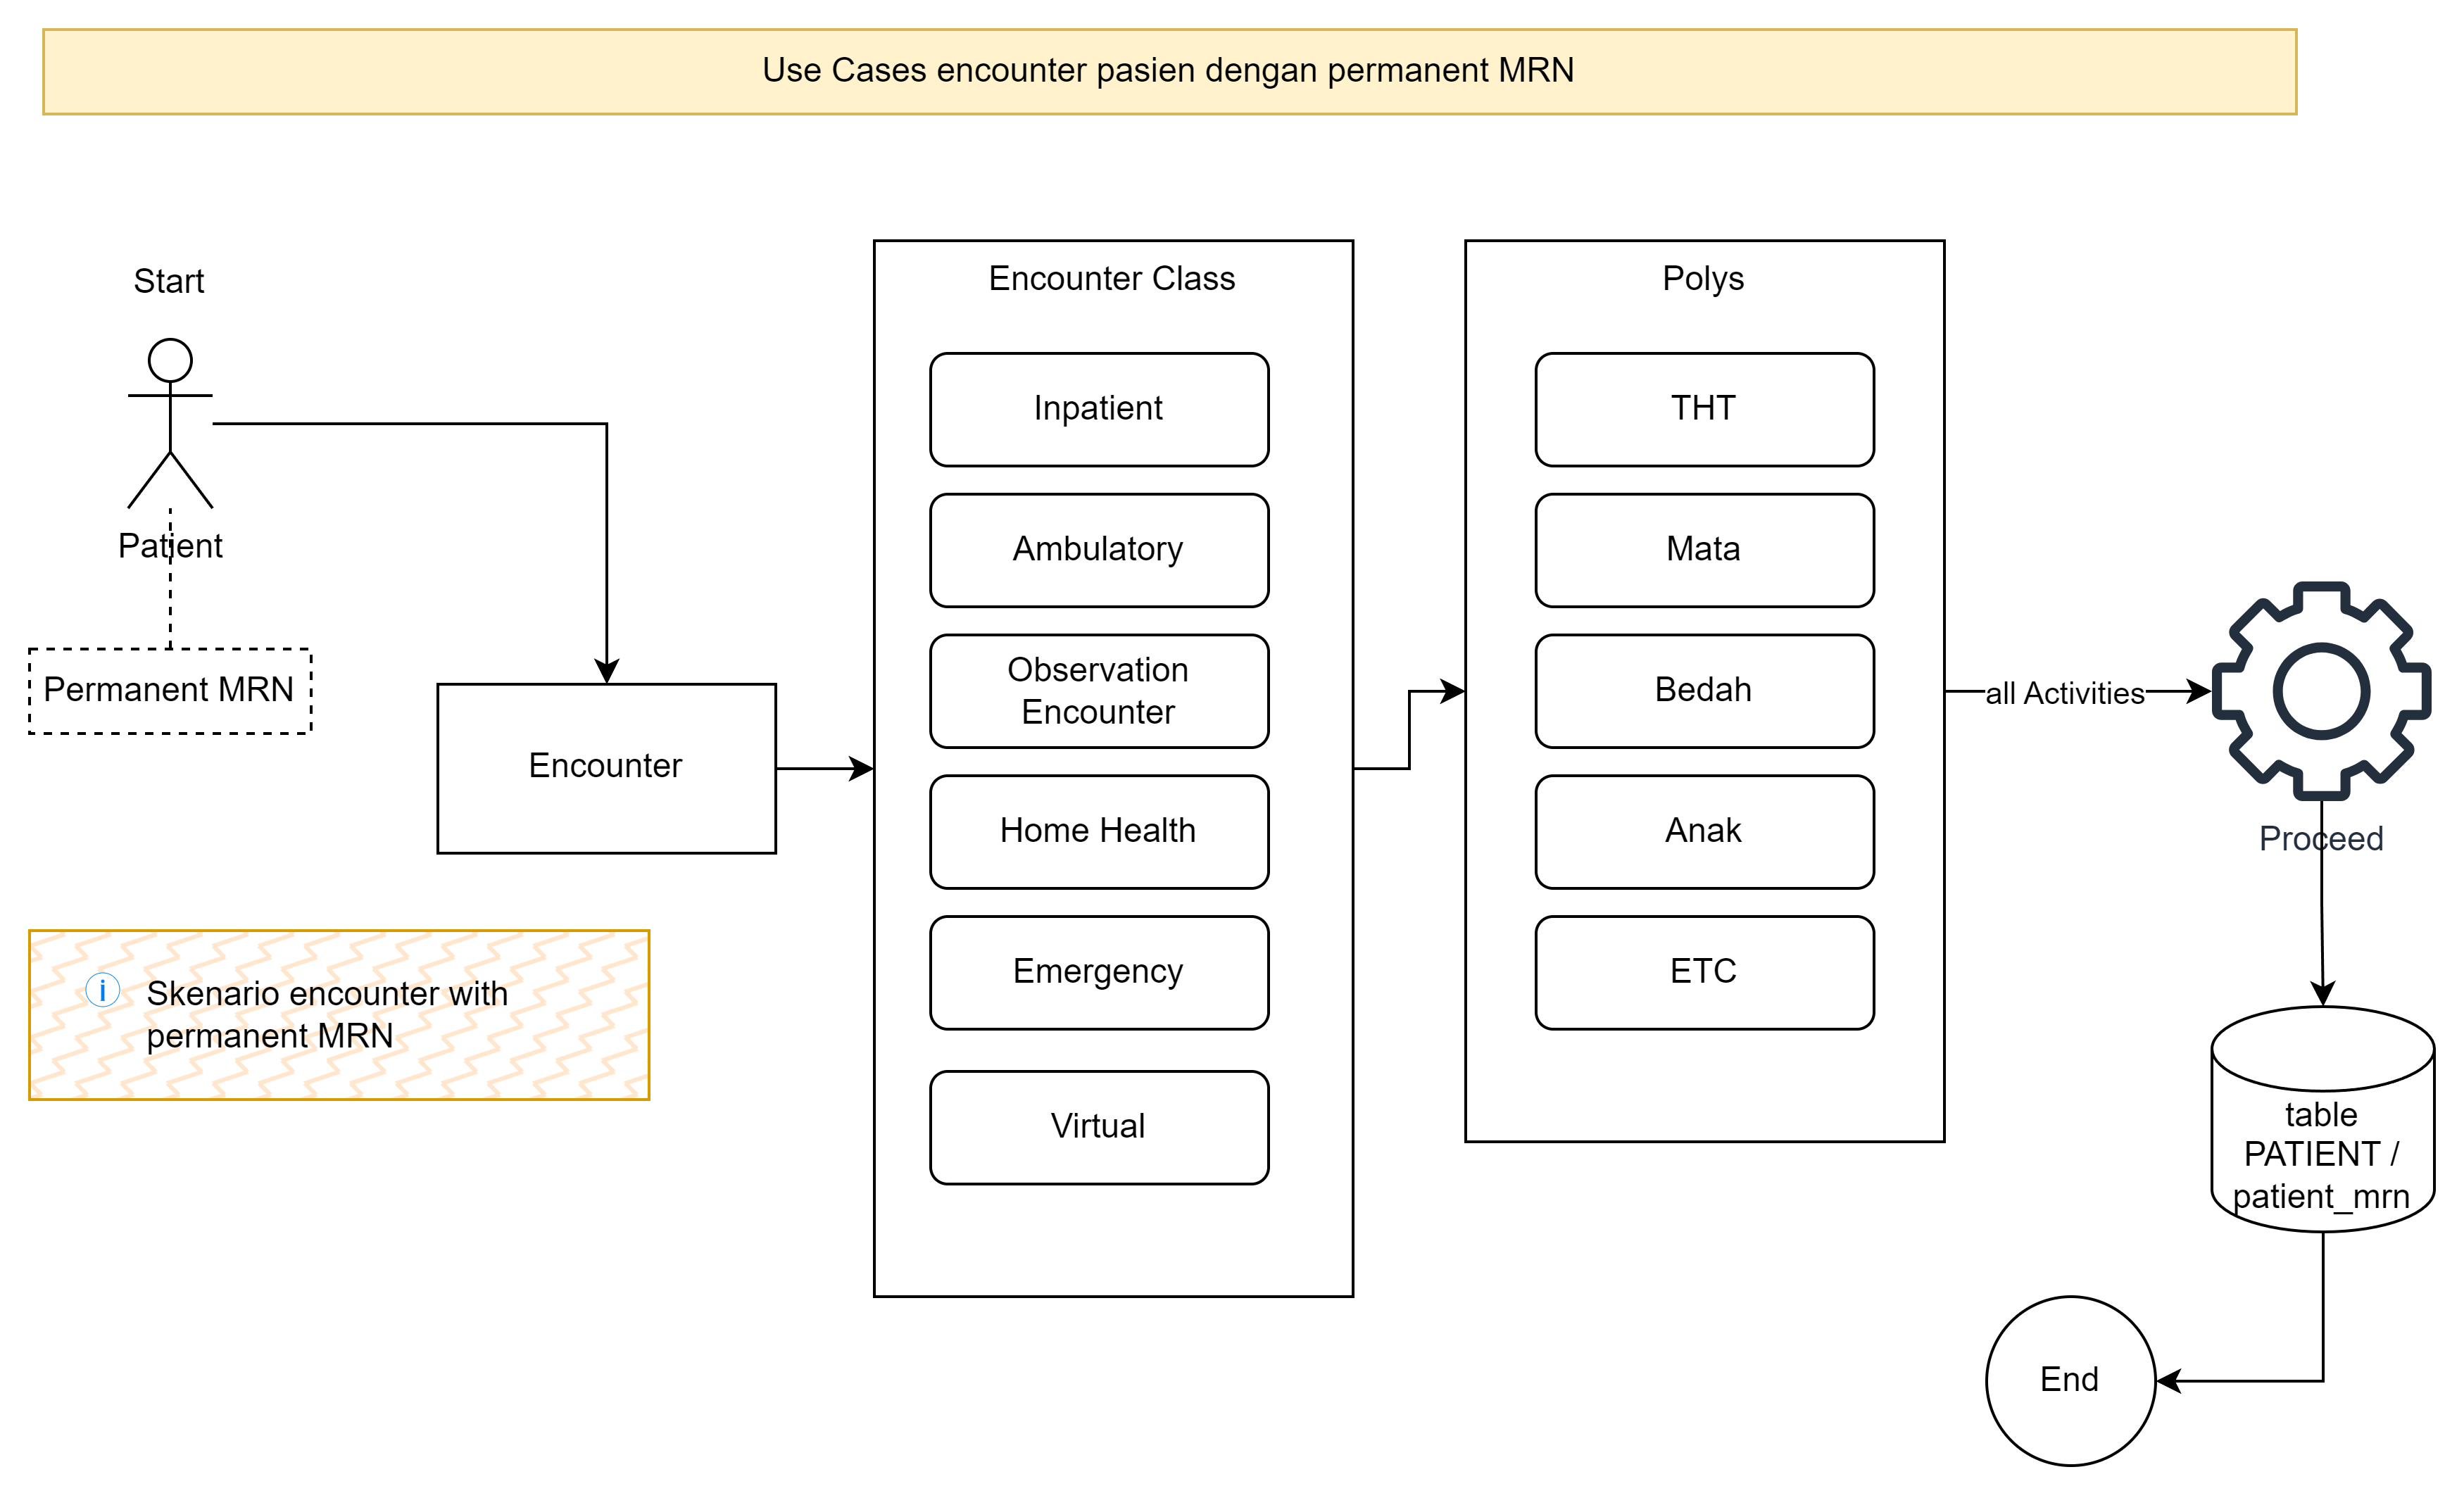 Use Cases encounter pasien dengan permanent MRN
Start
Patient
Permanent MRN
Encounter
i
Skenario encounter with
permanent MRN
Encounter Class
Inpatient
Ambulatory
Observation
Encounter
Home Health
Emergency
Virtual
Polys
THT
Mata
Bedah
Anak
ETC
all Activities
Proceed
table
PATIENT /
patient_mrn
End